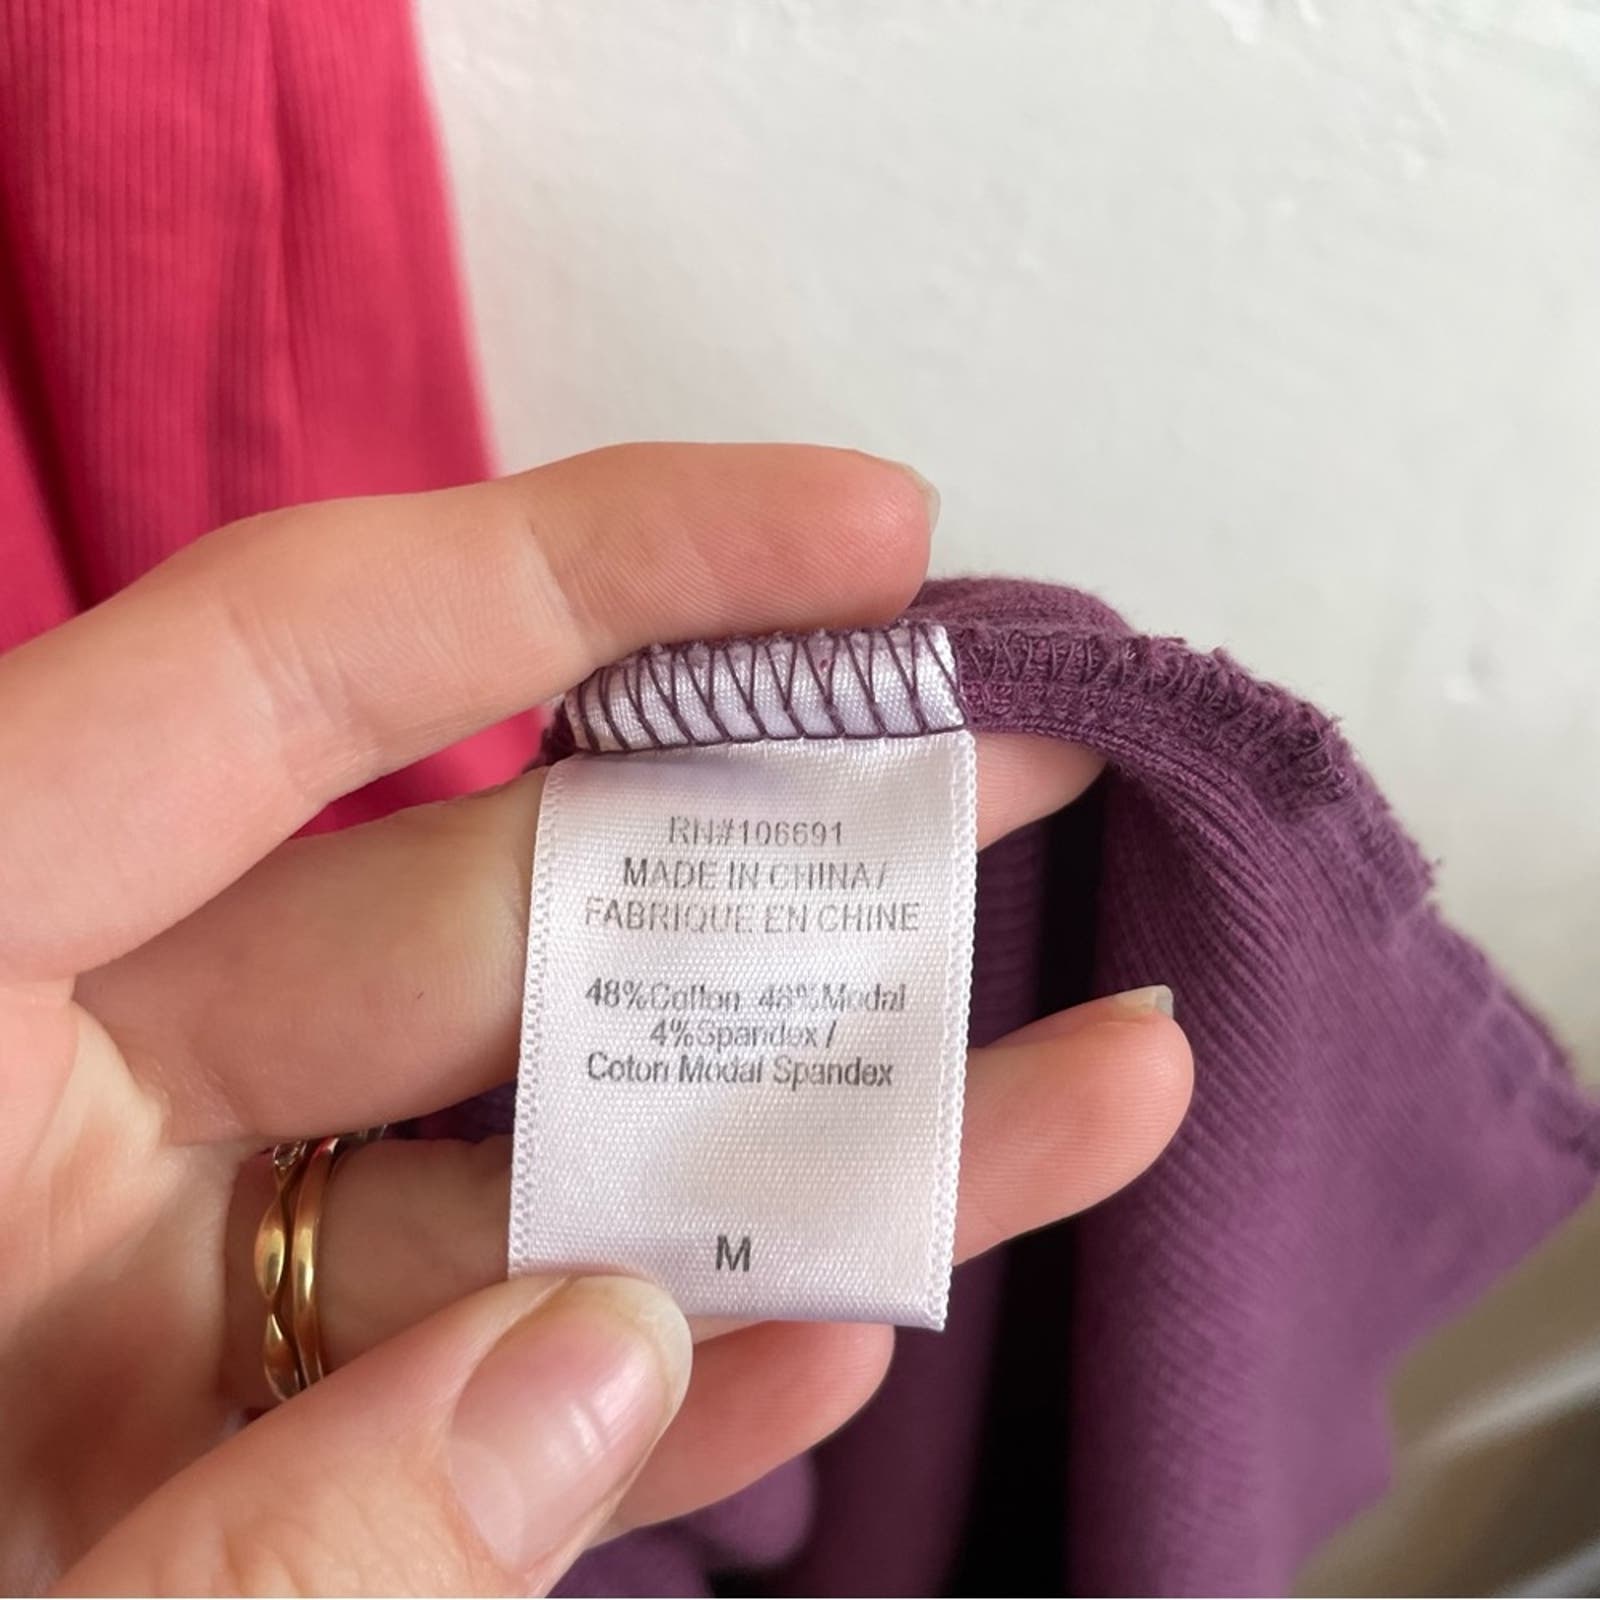 RN#106691
MADE IN CHINA/
FABRIQUE EN CHINE
48%Cotton 48%Modal
4%Spandex /
Coton Modal Spandex
M